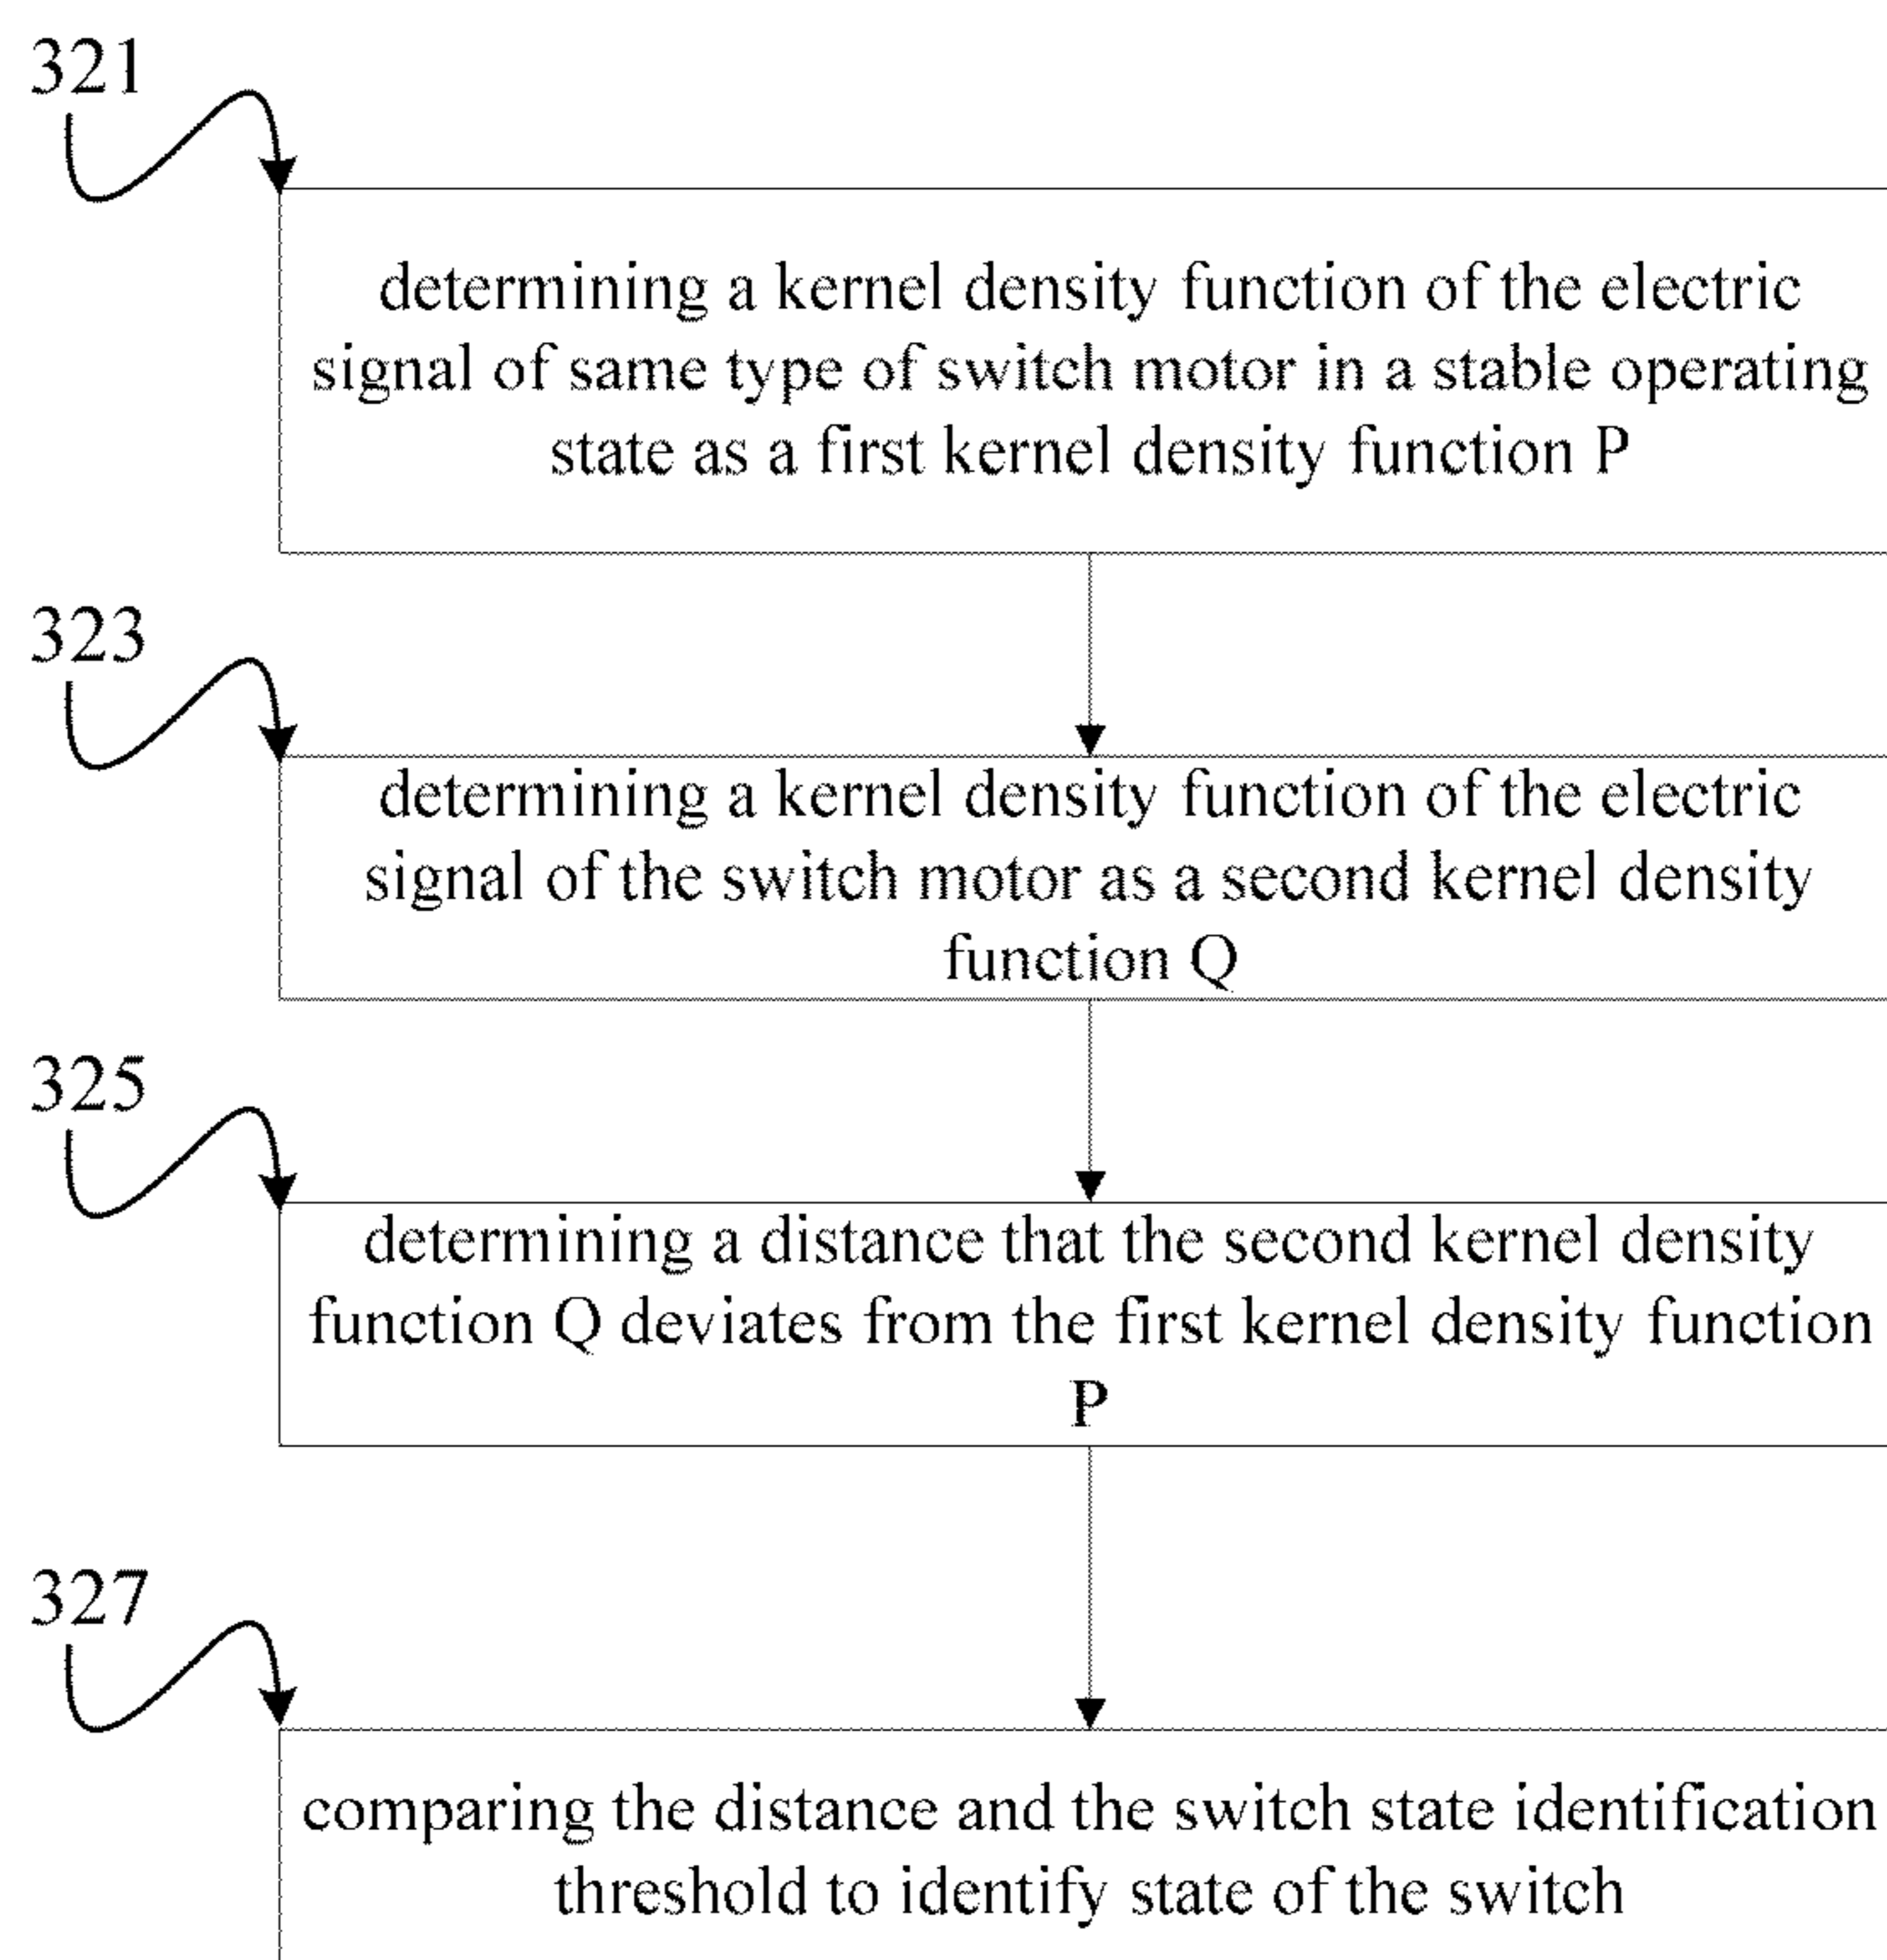 321
determining a kernel density function of the electric
signal of same type of switch motor in a stable operating
state as a first kernel density function P
323
determining a kernel density function of the electric
signal of the switch motor as a second kernel density
function Q
325
determining a distance that the second kernel density
function Q deviates from the first kernel density function
P
327
comparing the distance and the switch state identification
threshold to identify state of the switch